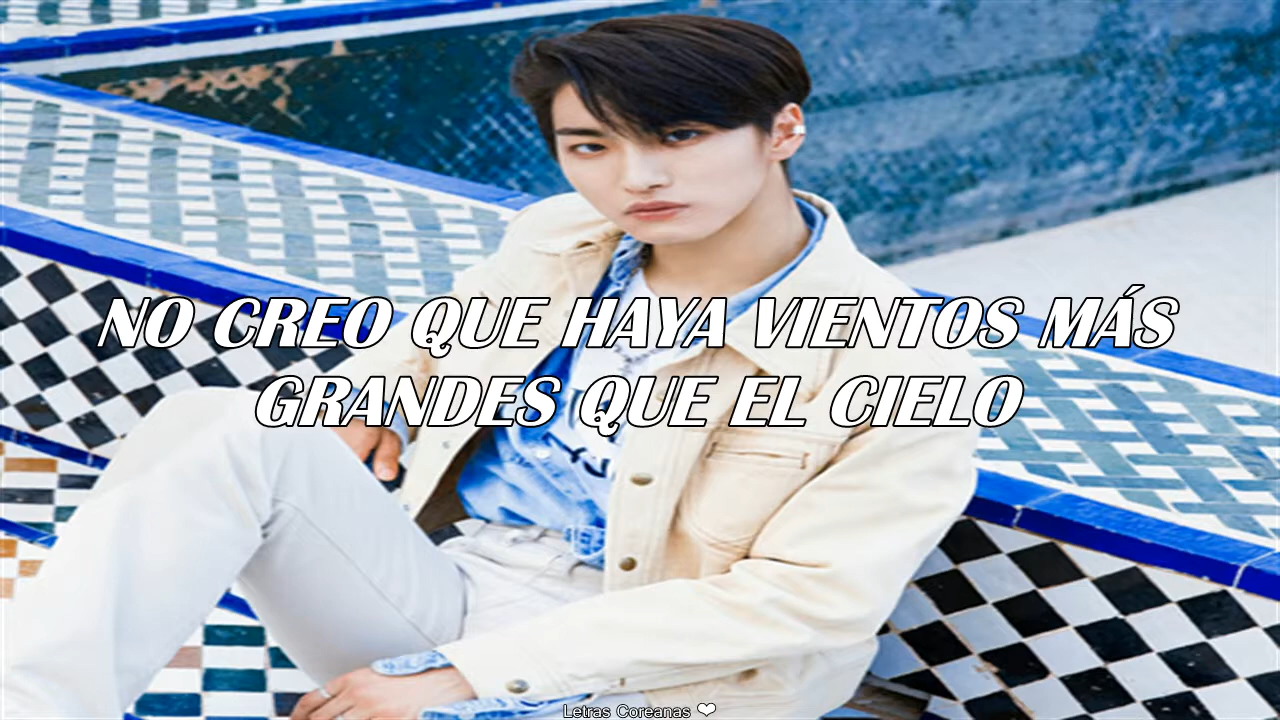 NO CREO QUE HAYA VIENTOS MÁS
GRANDES QUE EL CIELO
Letras Coreanas ❤